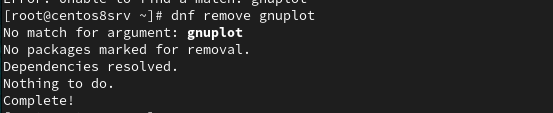 Error: Unable to find a match: gnuplot
[root@centos8srv ~]# dnf remove gnuplot
No match for argument: gnuplot
No packages marked for removal.
Dependencies resolved.
Nothing to do.
Complete!